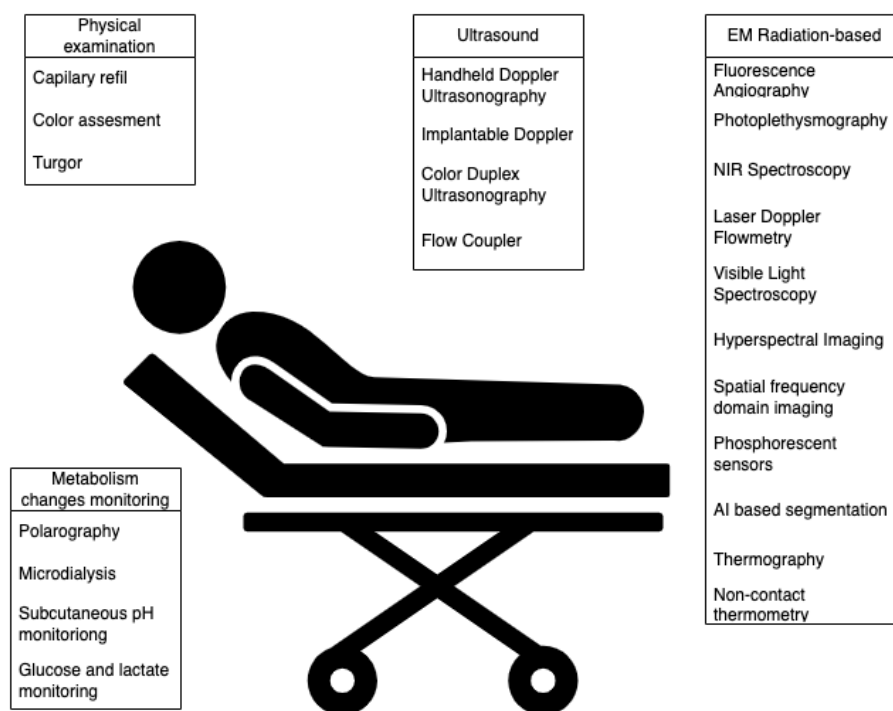 Physical
examination
Capilary refil
Color assesment
Turgor
Ultrasound
Handheld Doppler
Ultrasonography
Implantable Doppler
Color Duplex
Ultrasonography
Flow Coupler
EM Radiation-based
Fluorescence
Angiography
Photoplethysmography
NIR Spectroscopy
Laser Doppler
Flowmetry
Visible Light
Spectroscopy
Hyperspectral Imaging
Spatial frequency
domain imaging
Phosphorescent
sensors
AI based segmentation
Thermography
Non-contact
thermometry
Metabolism
changes monitoring
Polarography
Microdialysis
Subcutaneous pH
monitoriong
Glucose and lactate
monitoring